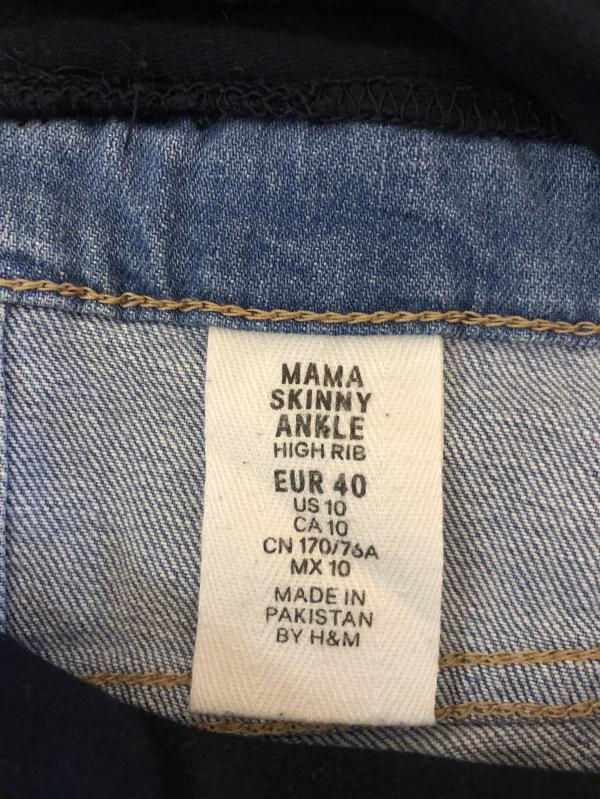 MAMA
SKINNY
ANKLE
HIGH RIB
EUR 40
US 10
CA 10
CN 170/76A
MX 10
MADE IN
PAKISTAN
BY H&M